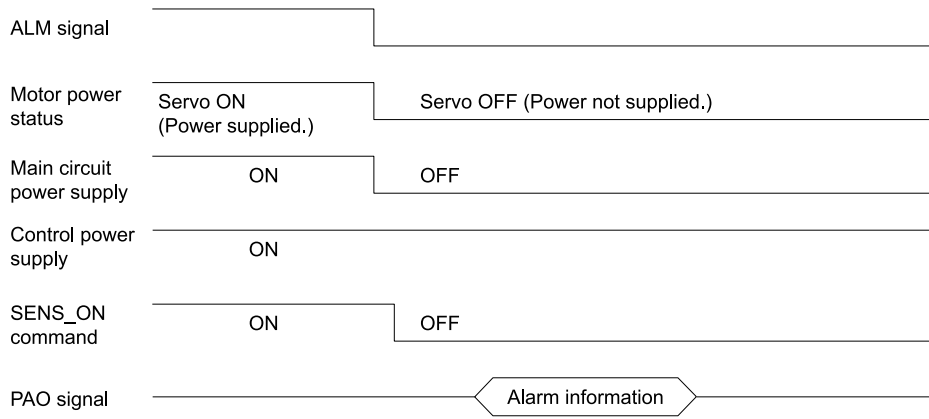 ALM signal
Motor power
status
Servo ON
(Power supplied.)
Servo OFF (Power not supplied.)
Main circuit
power supply
ON
OFF
Control power
supply
ON
SENS_ON
command
ON
OFF
PAO signal
Alarm information